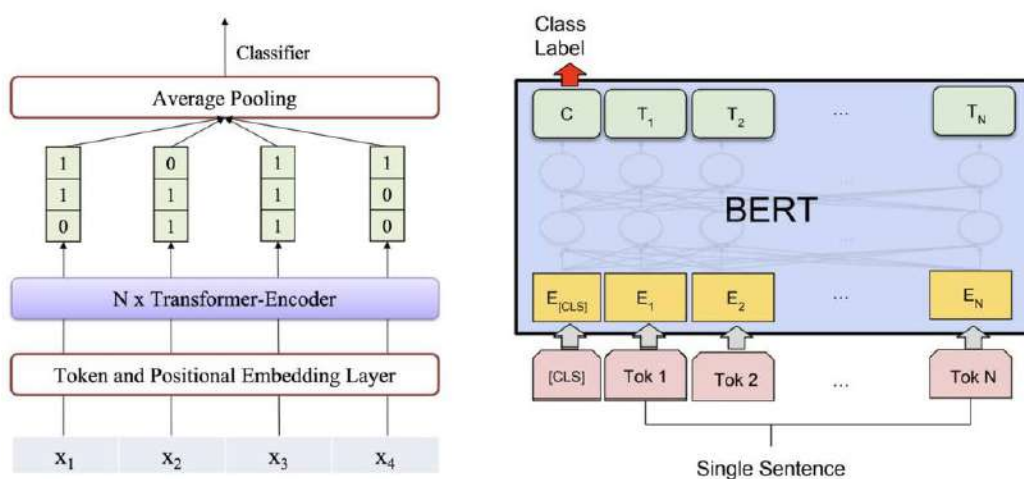 Classifier
Average Pooling
1 0 1 1
1 1 1 0
0 1 1 0
N x Transformer-Encoder
Token and Positional Embedding Layer
x1 x2 x3 x4
Class
Label
C T1 T2 ... TN
...
BERT
...
E[CLS] E1 E2 ... EN
[CLS] Tok 1 Tok 2 ... Tok N
Single Sentence